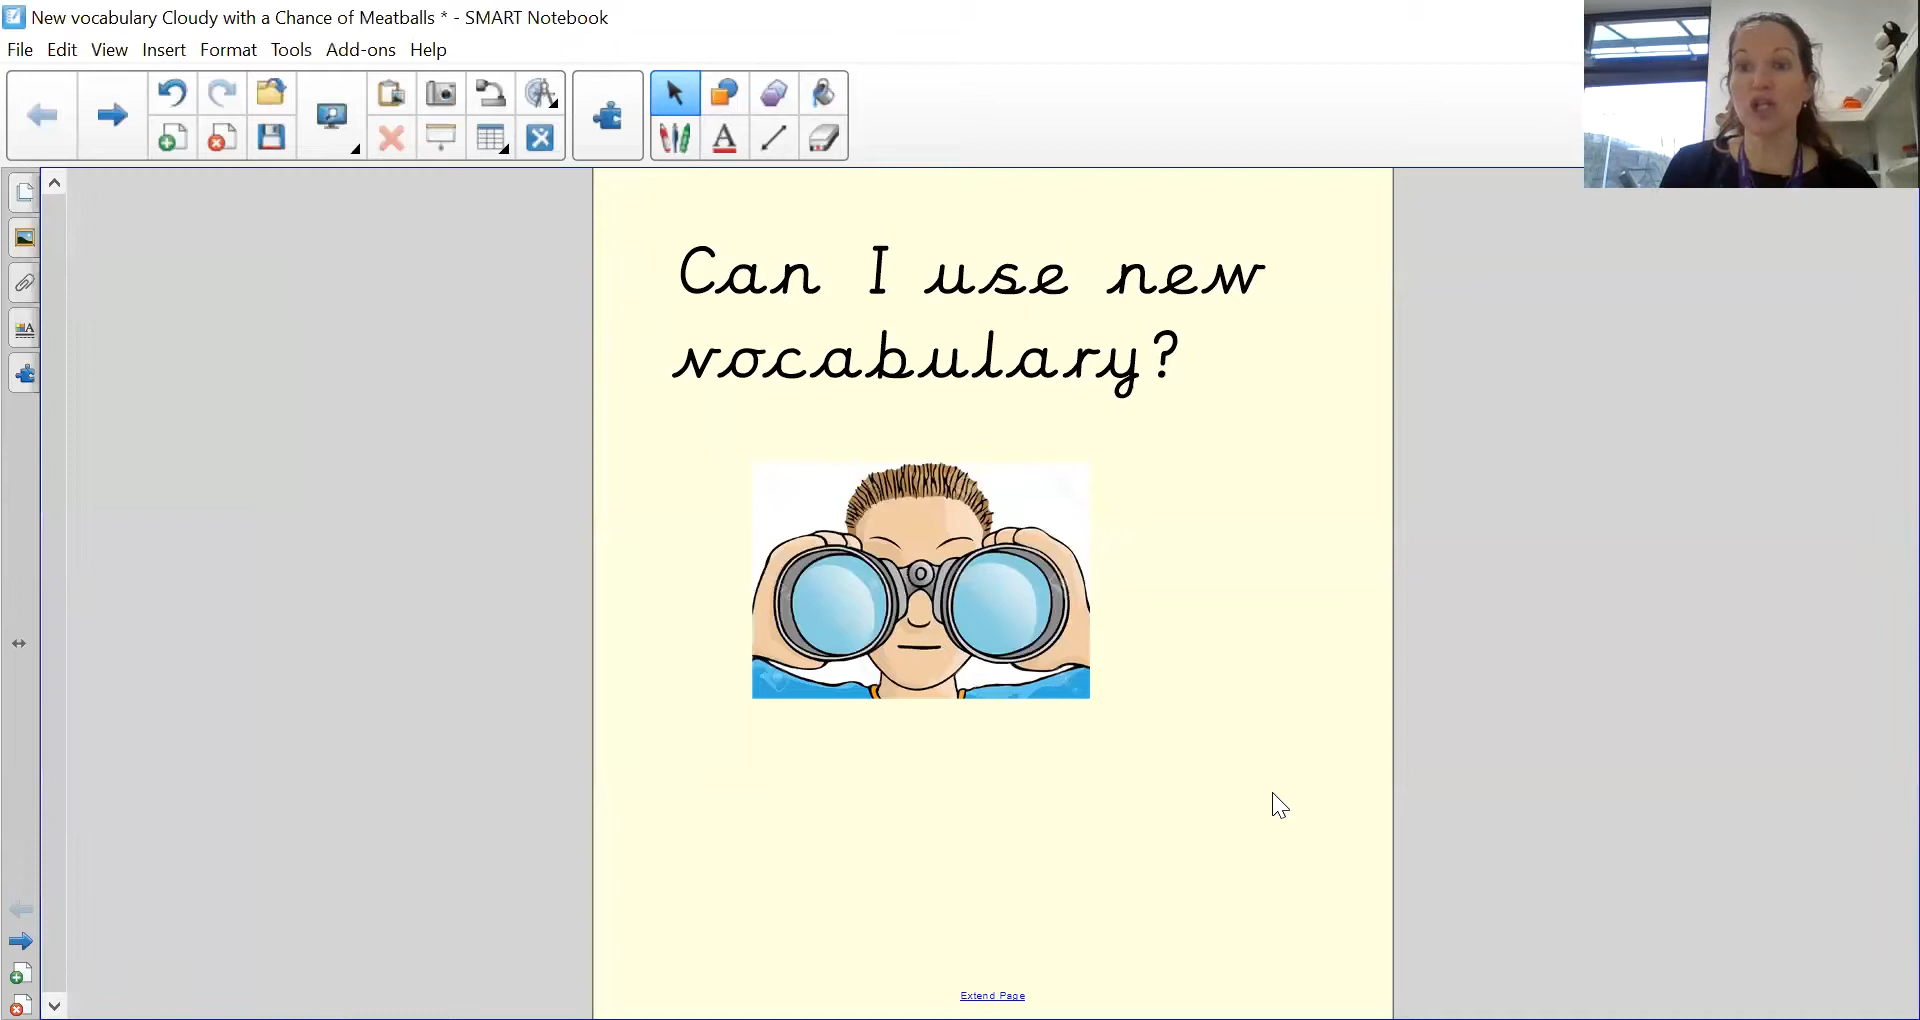 New vocabulary Cloudy with a Chance of Meatballs * - SMART Notebook
File Edit View Insert Format Tools Add-ons Help
Can I use new
vocabulary?
Extend Page